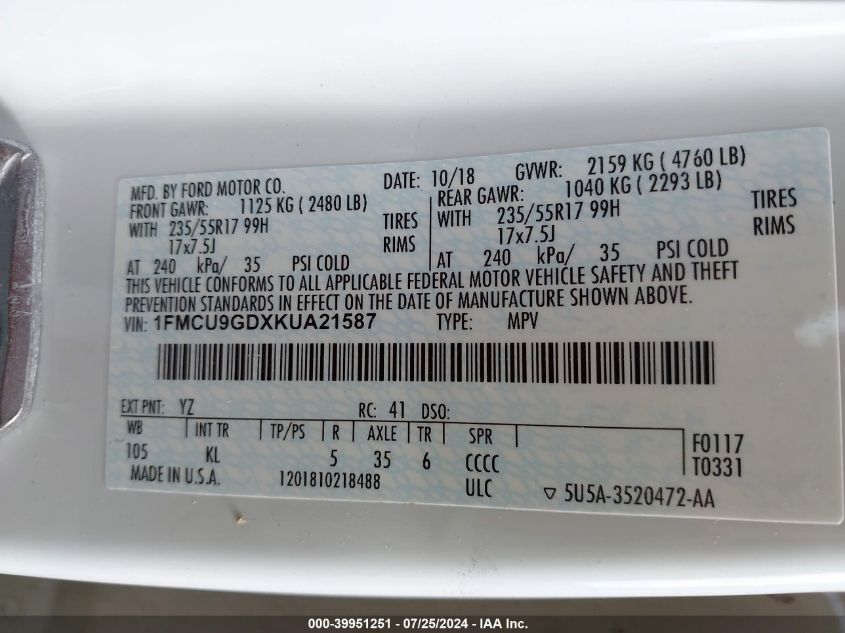 MFD. BY FORD MOTOR CO. DATE: 10/18 GVWR: 2159 KG ( 4760 LB)
FRONT GAWR: 1125 KG ( 2480 LB) REAR GAWR: 1040 KG ( 2293 LB)
WITH 235/55R17 99H TIRES WITH 235/55R17 99H TIRES
17x7.5J RIMS 17x7.5J RIMS
AT 240 kPa/ 35 PSI COLD AT 240 kPa/ 35 PSI COLD
THIS VEHICLE CONFORMS TO ALL APPLICABLE FEDERAL MOTOR VEHICLE SAFETY AND THEFT
PREVENTION STANDARDS IN EFFECT ON THE DATE OF MANUFACTURE SHOWN ABOVE.
VIN: 1FMCU9GDXKUA21587 TYPE: MPV
EXT PNT: YZ RC: 41 DSO:
WB INT TR TP/PS R AXLE TR SPR F0117
105 KL 5 35 6 CCCC T0331
MADE IN U.S.A. 1201810218488 ULC 5U5A-3520472-AA
000-39951251 - 07/25/2024 - IAA Inc.